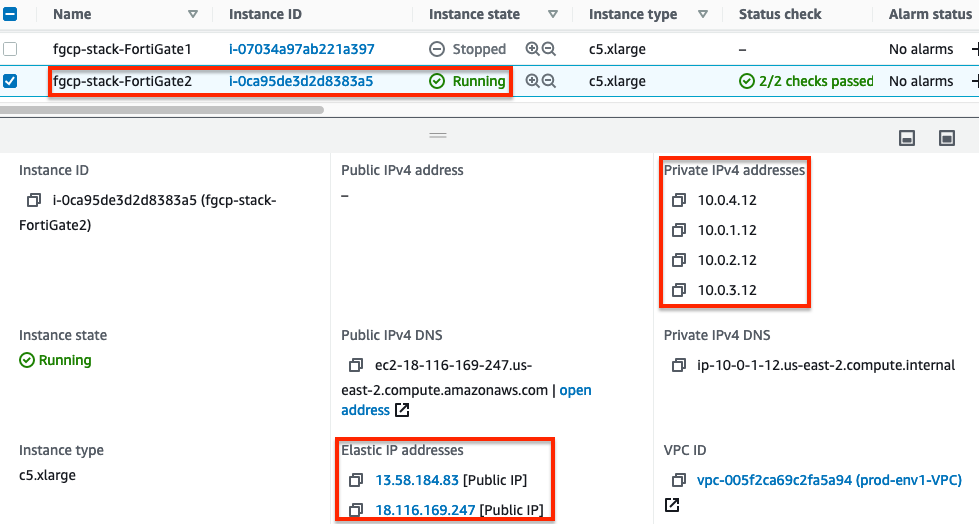 Name Instance ID Instance state Instance type Status check Alarm status
fgcp-stack-FortiGate1 i-07034a97ab221a397 Stopped c5.xlarge – No alarms
fgcp-stack-FortiGate2 i-0ca95de3d2d8383a5 Running c5.xlarge 2/2 checks passed No alarms
Instance ID
i-0ca95de3d2d8383a5 (fgcp-stack-
FortiGate2)
Public IPv4 address
–
Private IPv4 addresses
10.0.4.12
10.0.1.12
10.0.2.12
10.0.3.12
Instance state
Running
Public IPv4 DNS
ec2-18-116-169-247.us-
east-2.compute.amazonaws.com | open
address
Private IPv4 DNS
ip-10-0-1-12.us-east-2.compute.internal
Instance type
c5.xlarge
Elastic IP addresses
13.58.184.83 [Public IP]
18.116.169.247 [Public IP]
VPC ID
vpc-005f2ca69c2fa5a94 (prod-env1-VPC)